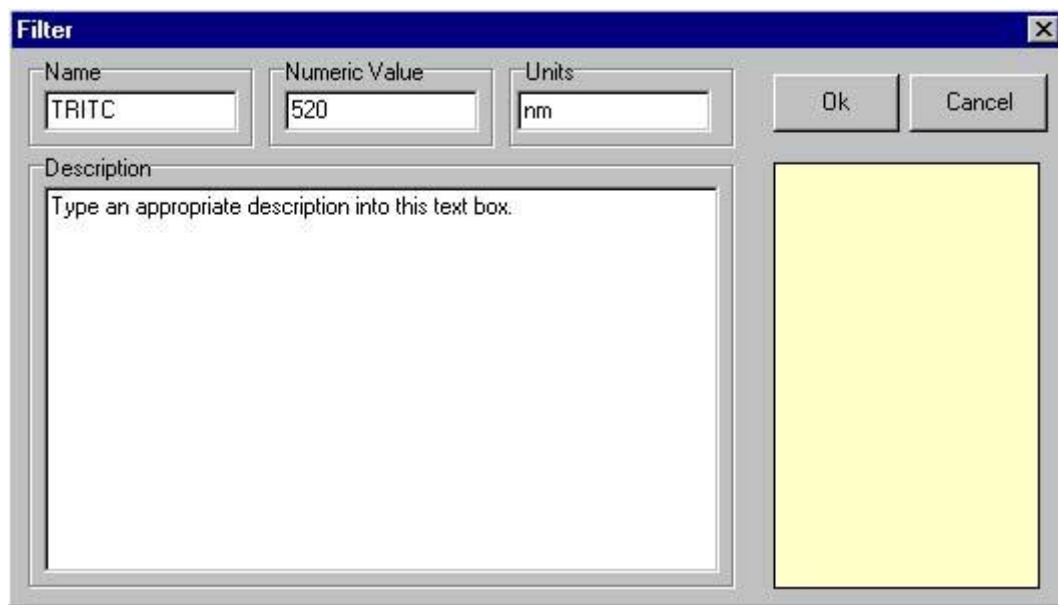 Filter
Name
Numeric Value
Units
TRITC
520
nm
Ok
Cancel
Description
Type an appropriate description into this text box.